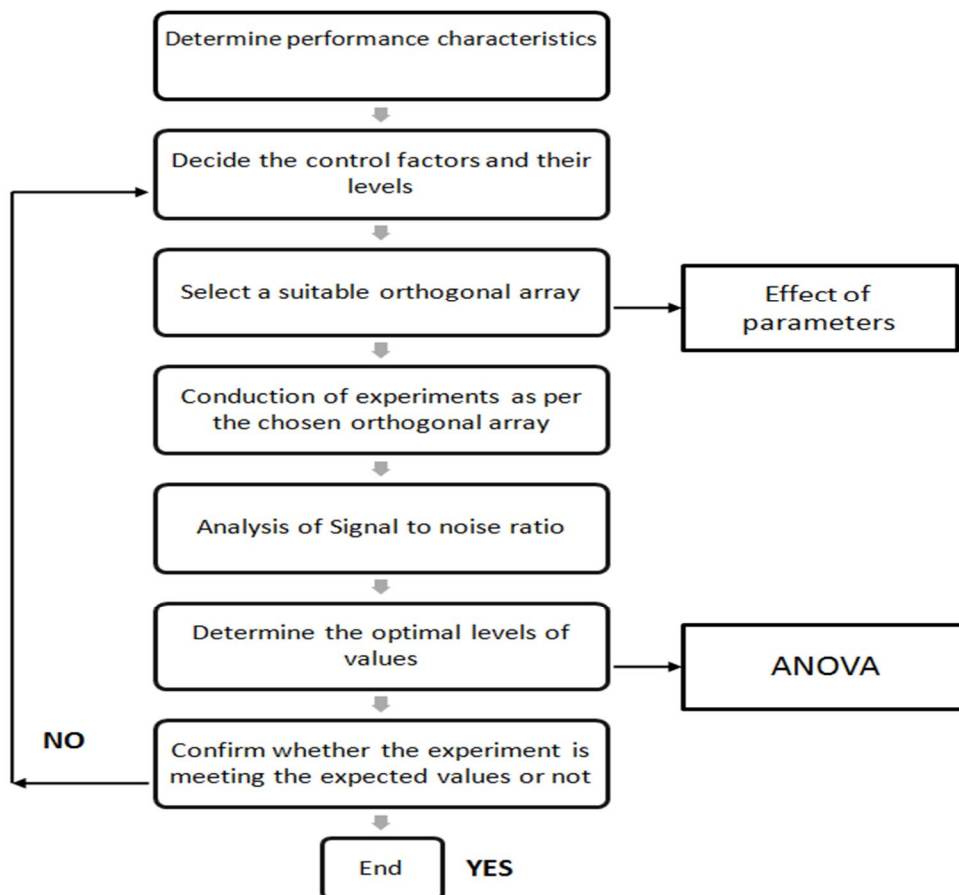 Determine performance characteristics
Decide the control factors and their
levels
Select a suitable orthogonal array
Effect of
parameters
Conduction of experiments as per
the chosen orthogonal array
Analysis of Signal to noise ratio
Determine the optimal levels of
values
ANOVA
NO
Confirm whether the experiment is
meeting the expected values or not
End
YES